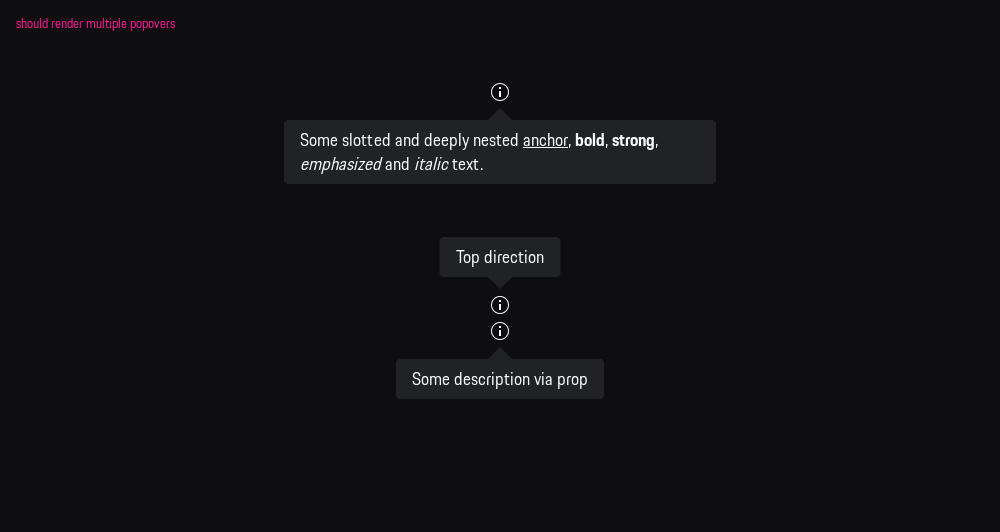 should render multiple popovers
Some slotted and deeply nested anchor, bold, strong,
emphasized and italic text.
Top direction
Some description via prop